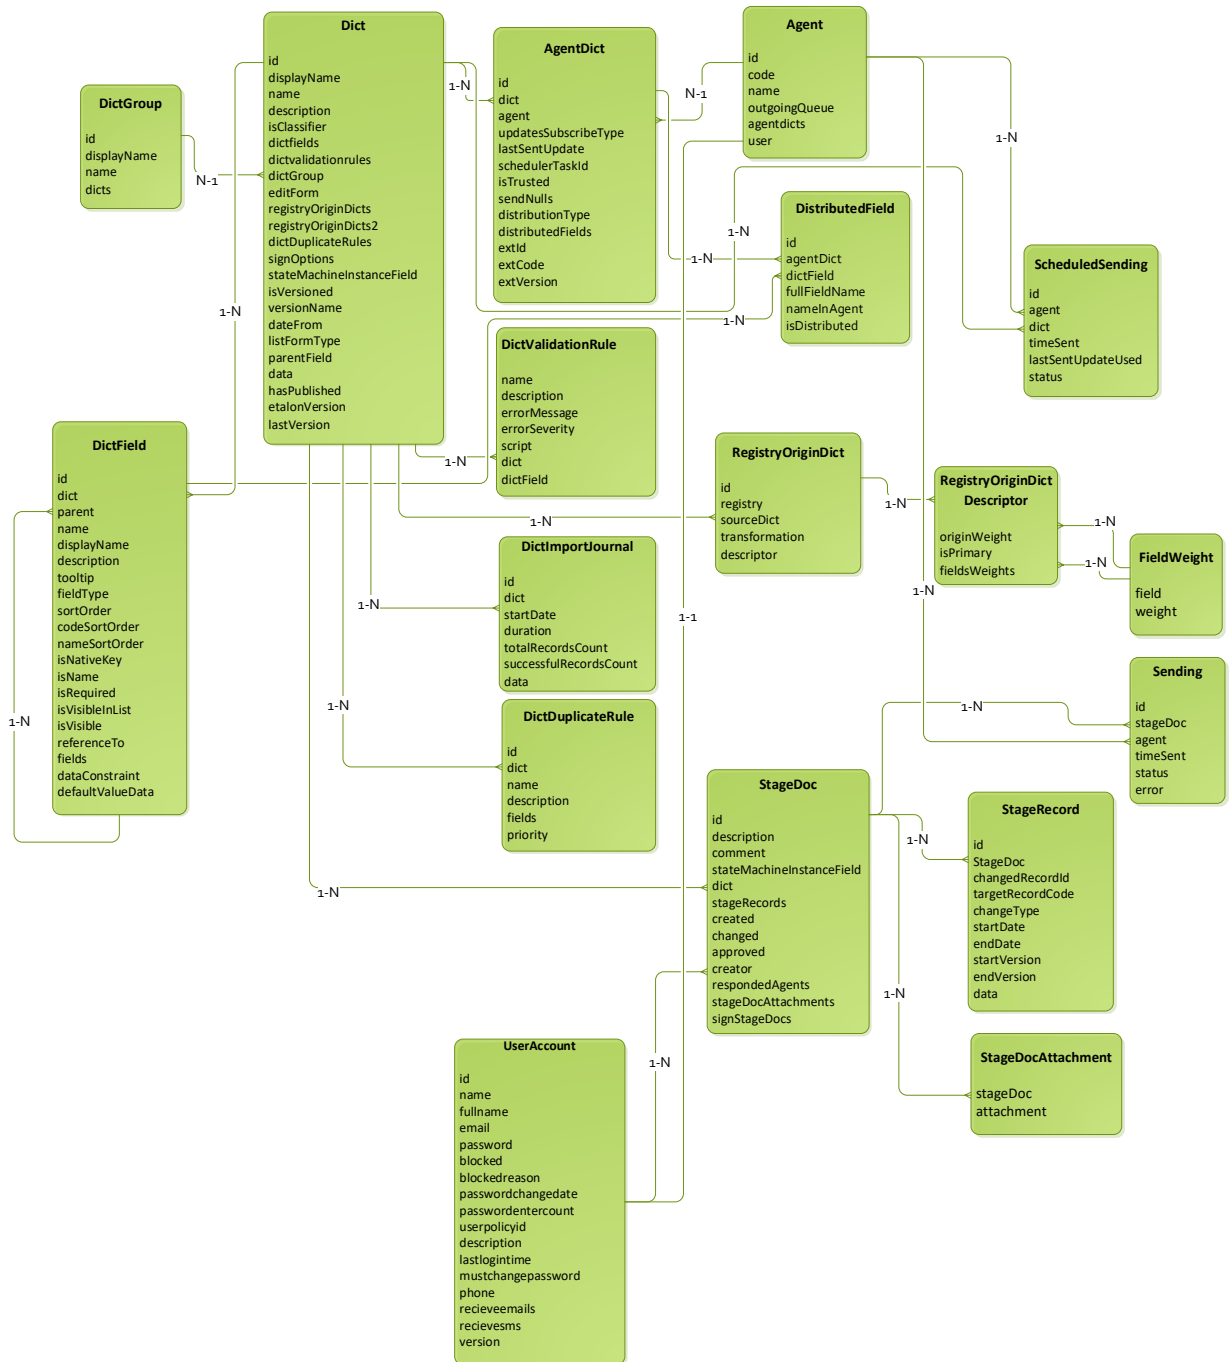 Dict
id
displayName
name
description
isClassifier
dictfields
dictvalidationrules
dictGroup
editForm
registryOriginDicts
registryOriginDicts2
dictDuplicateRules
signOptions
stateMachineInstanceField
isVersioned
versionName
dateFrom
listFormType
parentField
data
hasPublished
etalonVersion
lastVersion
AgentDict
id
dict
agent
updatesSubscribeType
lastSentUpdate
schedulerTaskId
isTrusted
sendNulls
distributionType
distributedFields
extId
extCode
extVersion
Agent
id
code
name
outgoingQueue
agentdicts
user
DictGroup
id
displayName
name
dicts
DistributedField
id
agentDict
dictField
fullFieldName
nameInAgent
isDistributed
ScheduledSending
id
agent
dict
timeSent
lastSentUpdateUsed
status
DictValidationRule
name
description
errorMessage
errorSeverity
script
dict
dictField
DictField
id
dict
parent
name
displayName
description
tooltip
fieldType
sortOrder
codeSortOrder
nameSortOrder
isNativeKey
isName
isRequired
isVisibleInList
isVisible
referenceTo
fields
dataConstraint
defaultValueData
RegistryOriginDict
id
registry
sourceDict
transformation
descriptor
RegistryOriginDict
Descriptor
originWeight
isPrimary
fieldsWeights
FieldWeight
field
weight
DictImportJournal
id
dict
startDate
duration
totalRecordsCount
successfulRecordsCount
data
DictDuplicateRule
id
dict
name
description
fields
priority
Sending
id
stageDoc
agent
timeSent
status
error
StageDoc
id
description
comment
stateMachineInstanceField
dict
stageRecords
created
changed
approved
creator
respondedAgents
stageDocAttachments
signStageDocs
StageRecord
id
StageDoc
changedRecordId
targetRecordCode
changeType
startDate
endDate
startVersion
endVersion
data
StageDocAttachment
stageDoc
attachment
UserAccount
id
name
fullname
email
password
blocked
blockedreason
passwordchangedate
passwordentercount
userpolicyid
description
lastlogintime
mustchangepassword
phone
recieveemails
recievesms
version
1-N
N-1
1-N
N-1
1-N
1-N
1-N
1-N
1-N
1-N
1-N
1-N
1-N
1-N
1-N
1-N
1-1
1-N
1-N
1-N
1-N
1-N
1-N
1-N